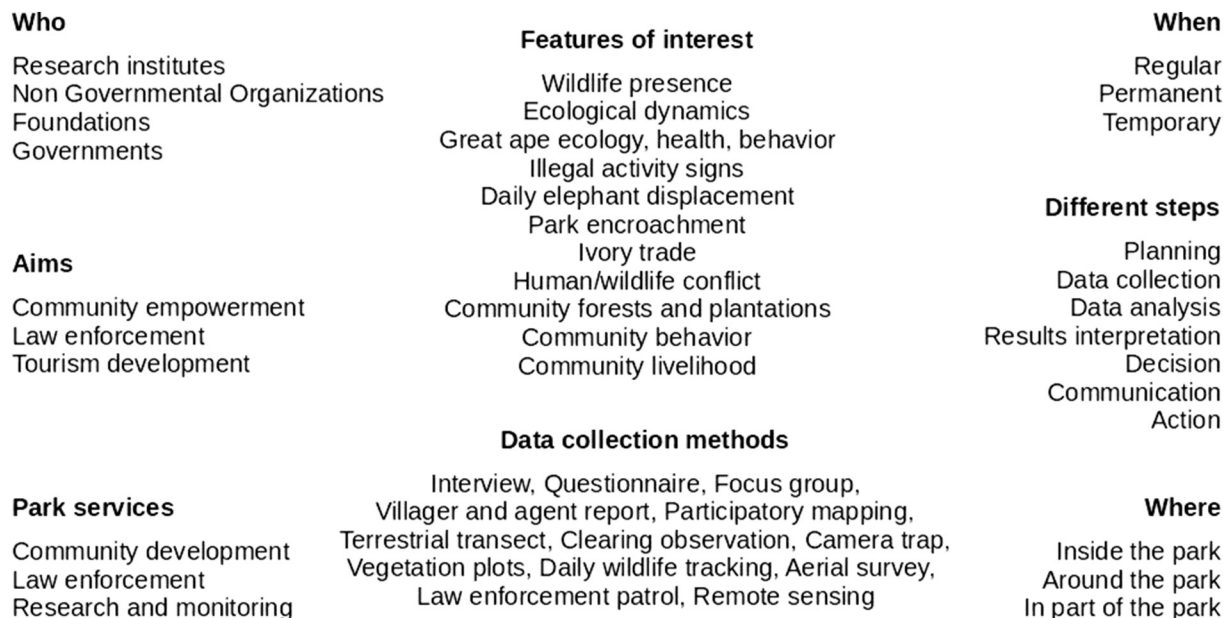 Who
Research institutes
Non Governmental Organizations
Foundations
Governments
Aims
Community empowerment
Law enforcement
Tourism development
Park services
Community development
Law enforcement
Research and monitoring
Features of interest
Wildlife presence
Ecological dynamics
Great ape ecology, health, behavior
Illegal activity signs
Daily elephant displacement
Park encroachment
Ivory trade
Human/wildlife conflict
Community forests and plantations
Community behavior
Community livelihood
Data collection methods
Interview, Questionnaire, Focus group,
Villager and agent report, Participatory mapping,
Terrestrial transect, Clearing observation, Camera trap,
Vegetation plots, Daily wildlife tracking, Aerial survey,
Law enforcement patrol, Remote sensing
When
Regular
Permanent
Temporary
Different steps
Planning
Data collection
Data analysis
Results interpretation
Decision
Communication
Action
Where
Inside the park
Around the park
In part of the park